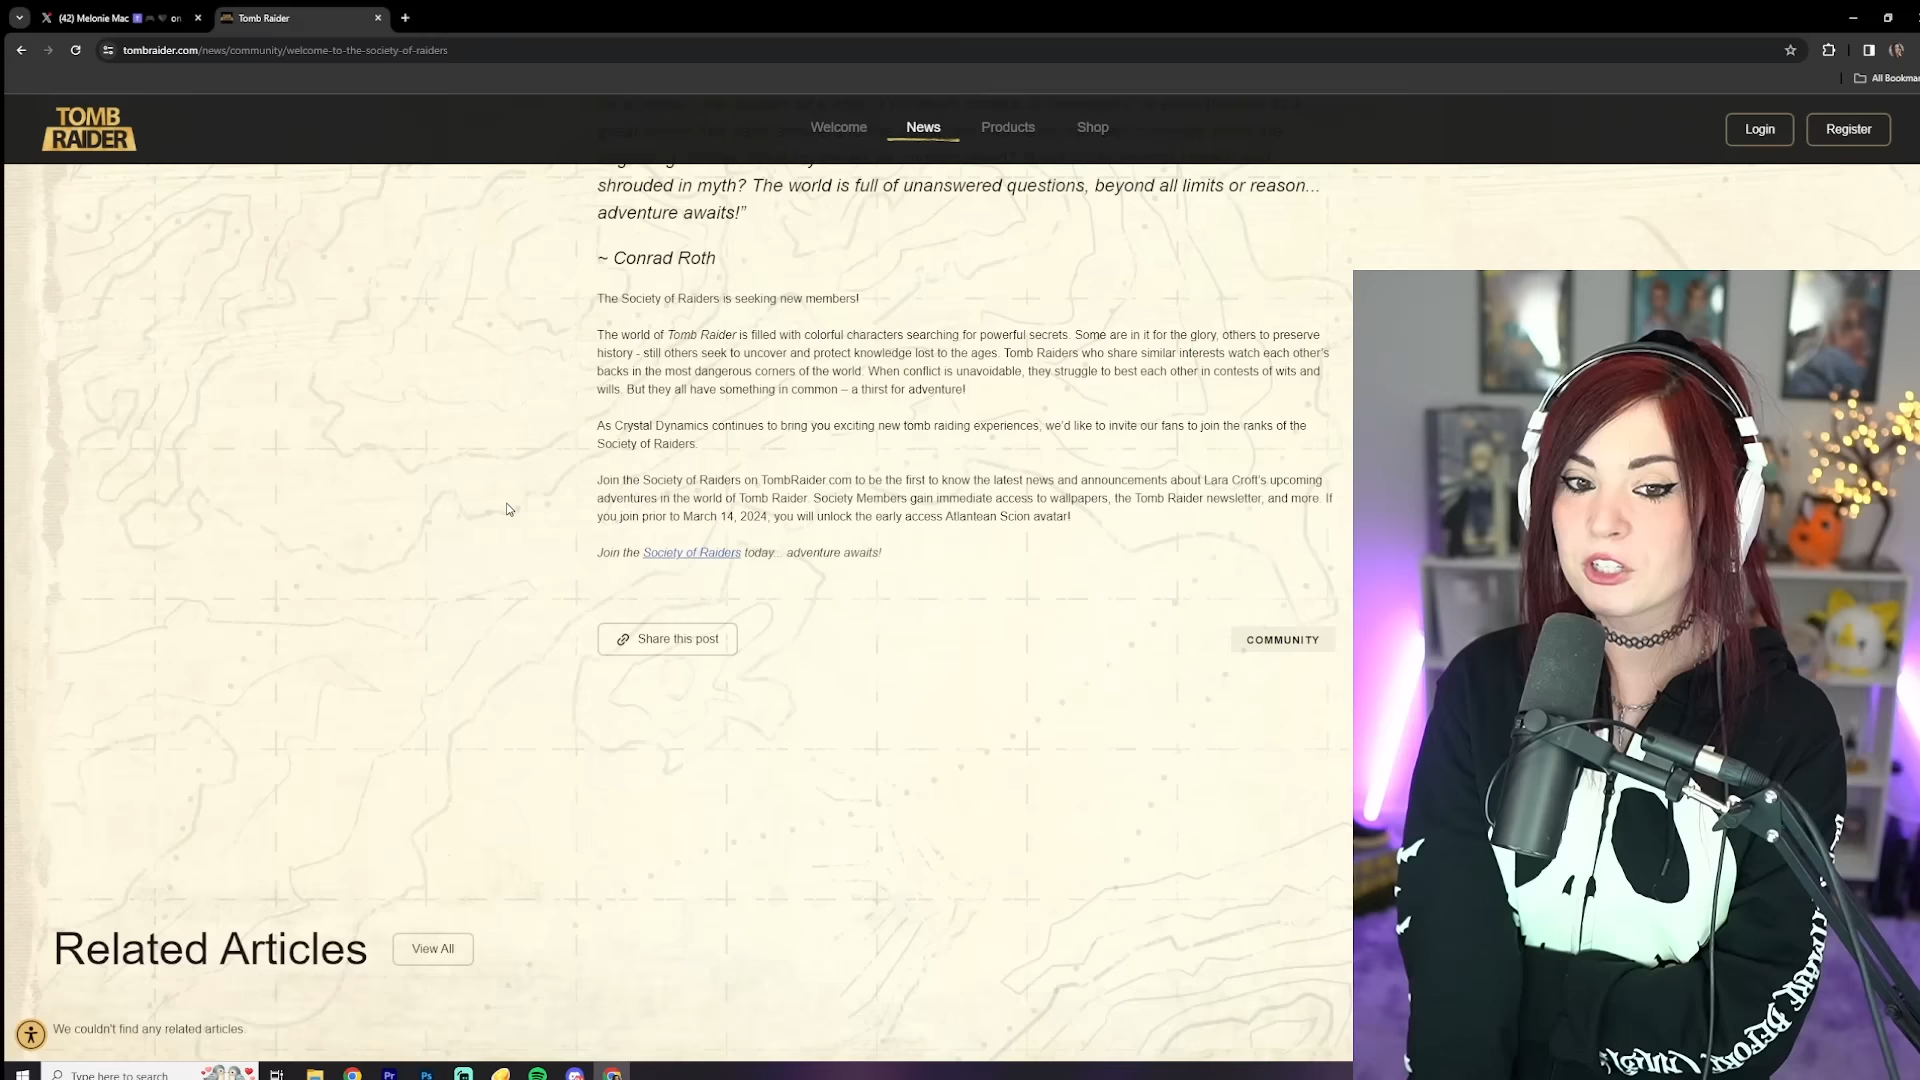 (42) Melonie Mac
on
Tomb Raider
tombraider.com/news/community/welcome-to-the-society-of-raiders
All Bookmar
TOMB
RAIDER
Welcome
News
Products
Shop
Login
Register
shrouded in myth? The world is full of unanswered questions, beyond all limits or reason...
adventure awaits!”
~ Conrad Roth
The Society of Raiders is seeking new members!
The world of Tomb Raider is filled with colorful characters searching for powerful secrets. Some are in it for the glory, others to preserve
history - still others seek to uncover and protect knowledge lost to the ages. Tomb Raiders who share similar interests watch each other’s
backs in the most dangerous corners of the world. When conflict is unavoidable, they struggle to best each other in contests of wits and
wills. But they all have something in common – a thirst for adventure!
As Crystal Dynamics continues to bring you exciting new tomb raiding experiences, we’d like to invite our fans to join the ranks of the
Society of Raiders.
Join the Society of Raiders on TombRaider.com to be the first to know the latest news and announcements about Lara Croft’s upcoming
adventures in the world of Tomb Raider. Society Members gain immediate access to wallpapers, the Tomb Raider newsletter, and more. If
you join prior to March 14, 2024, you will unlock the early access Atlantean Scion avatar!
Join the Society of Raiders today... adventure awaits!
Share this post
COMMUNITY
Related Articles
View All
We couldn't find any related articles.
Type here to search
Pr
Ps
BEFORE